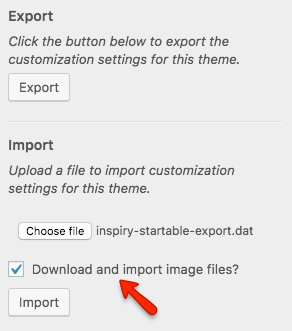 Export
Click the button below to export the
customization settings for this theme.
Export
Import
Upload a file to import customization
settings for this theme.
Choose file inspiry-startable-export.dat
Download and import image files?
Import